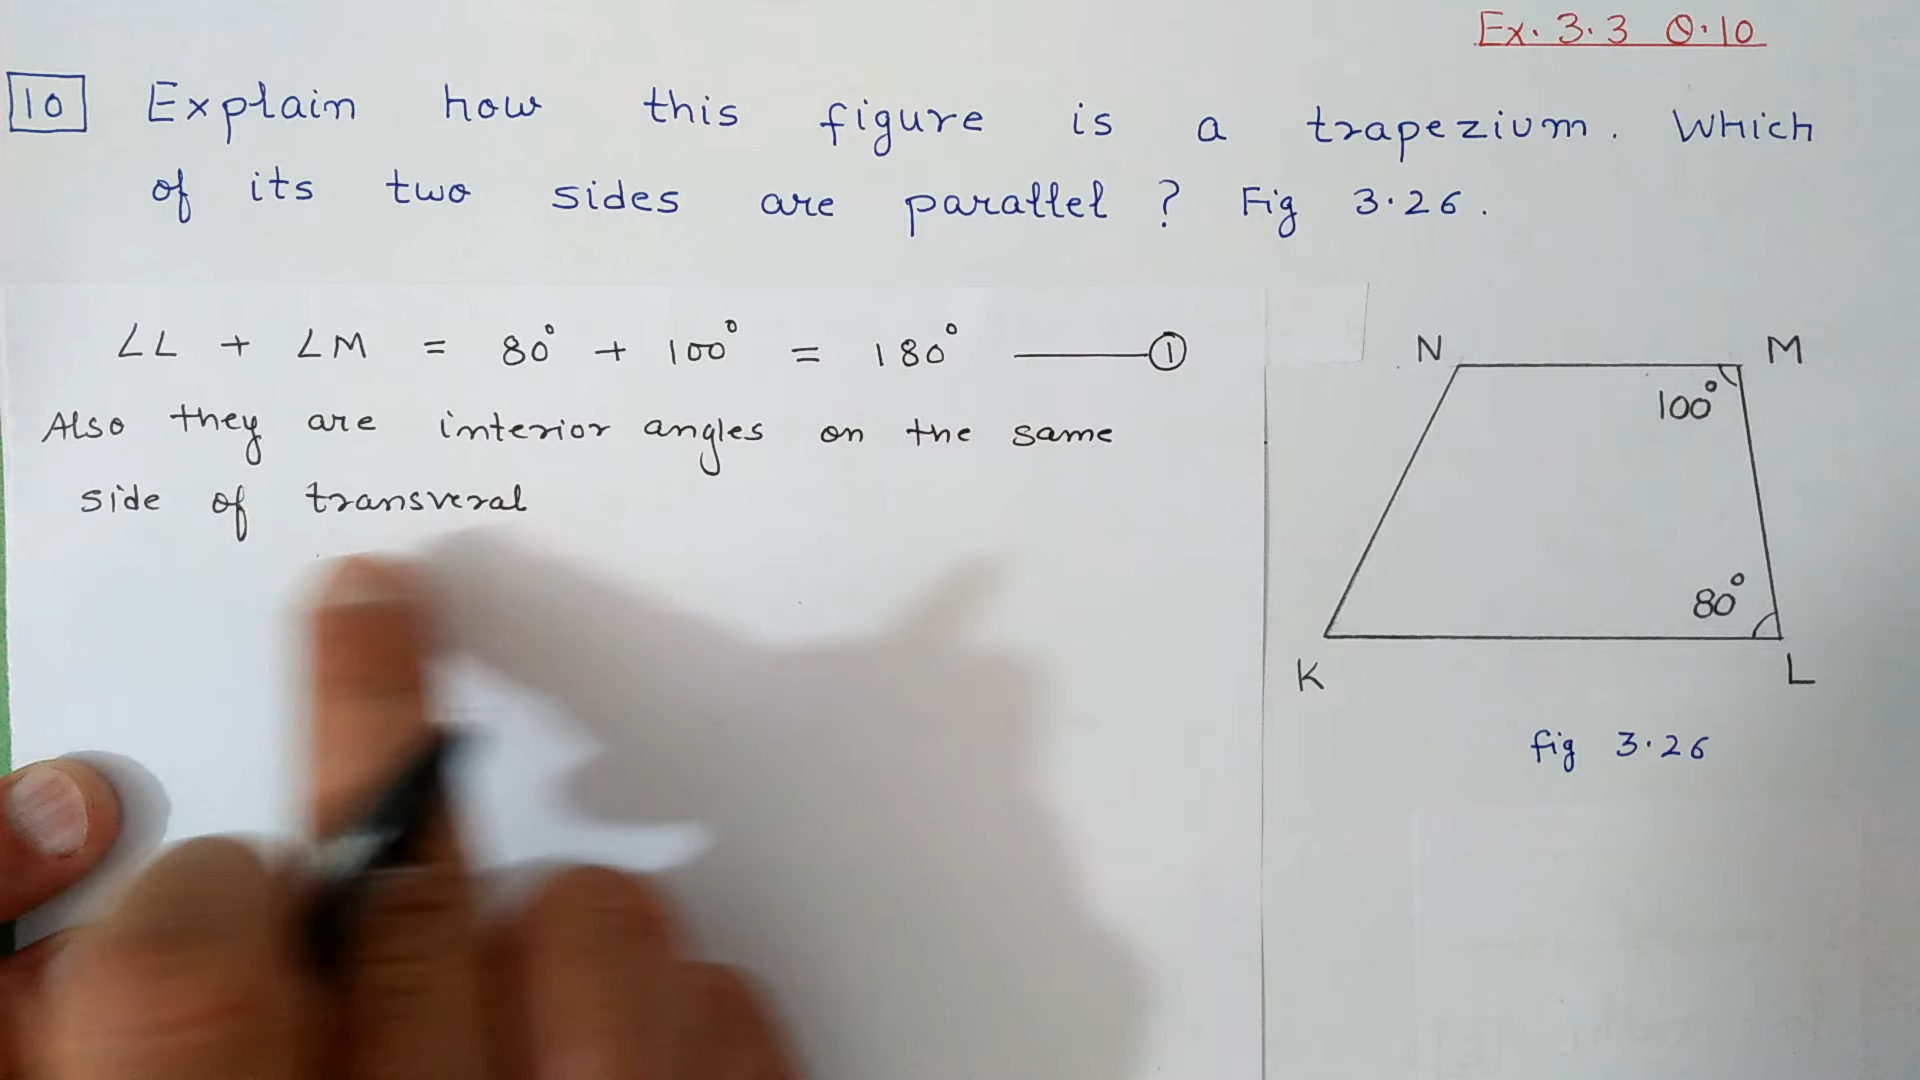 Ex. 3.3 Q.10
10 Explain how this figure is a trapezium. Which
of its two sides are parallel ? Fig 3.26.
∠L + ∠M = 80° + 100° = 180° ——— ①
Also they are interior angles on the same
side of transveral
N M
100°
80°
K L
fig 3.26